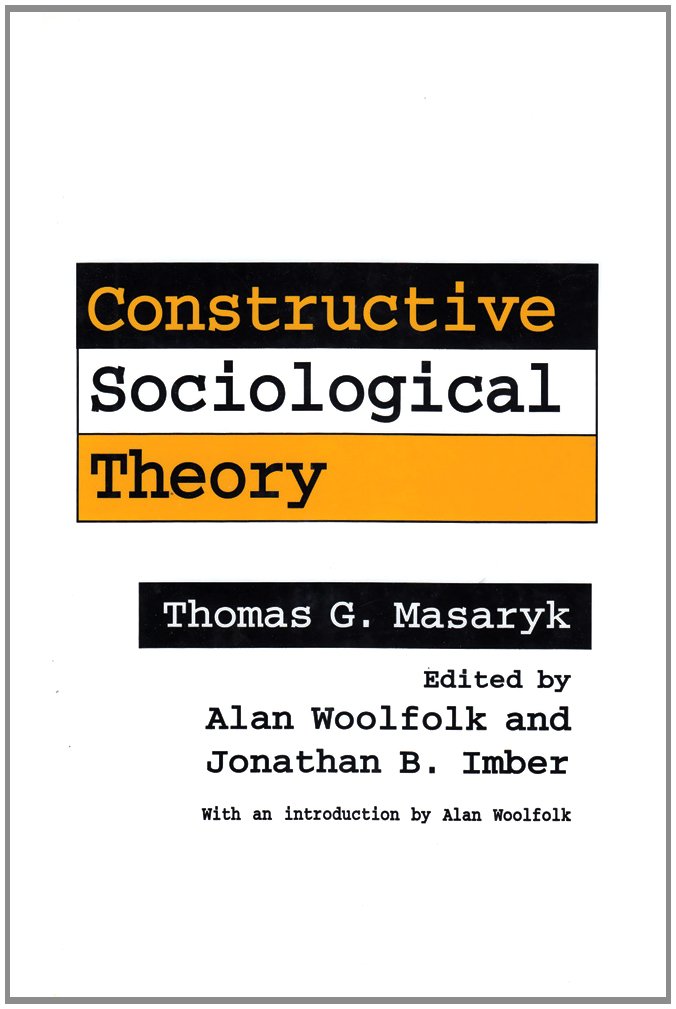 Constructive
Sociological
Theory
Thomas G. Masaryk
Edited by
Alan Woolfolk and
Jonathan B. Imber
With an introduction by Alan Woolfolk